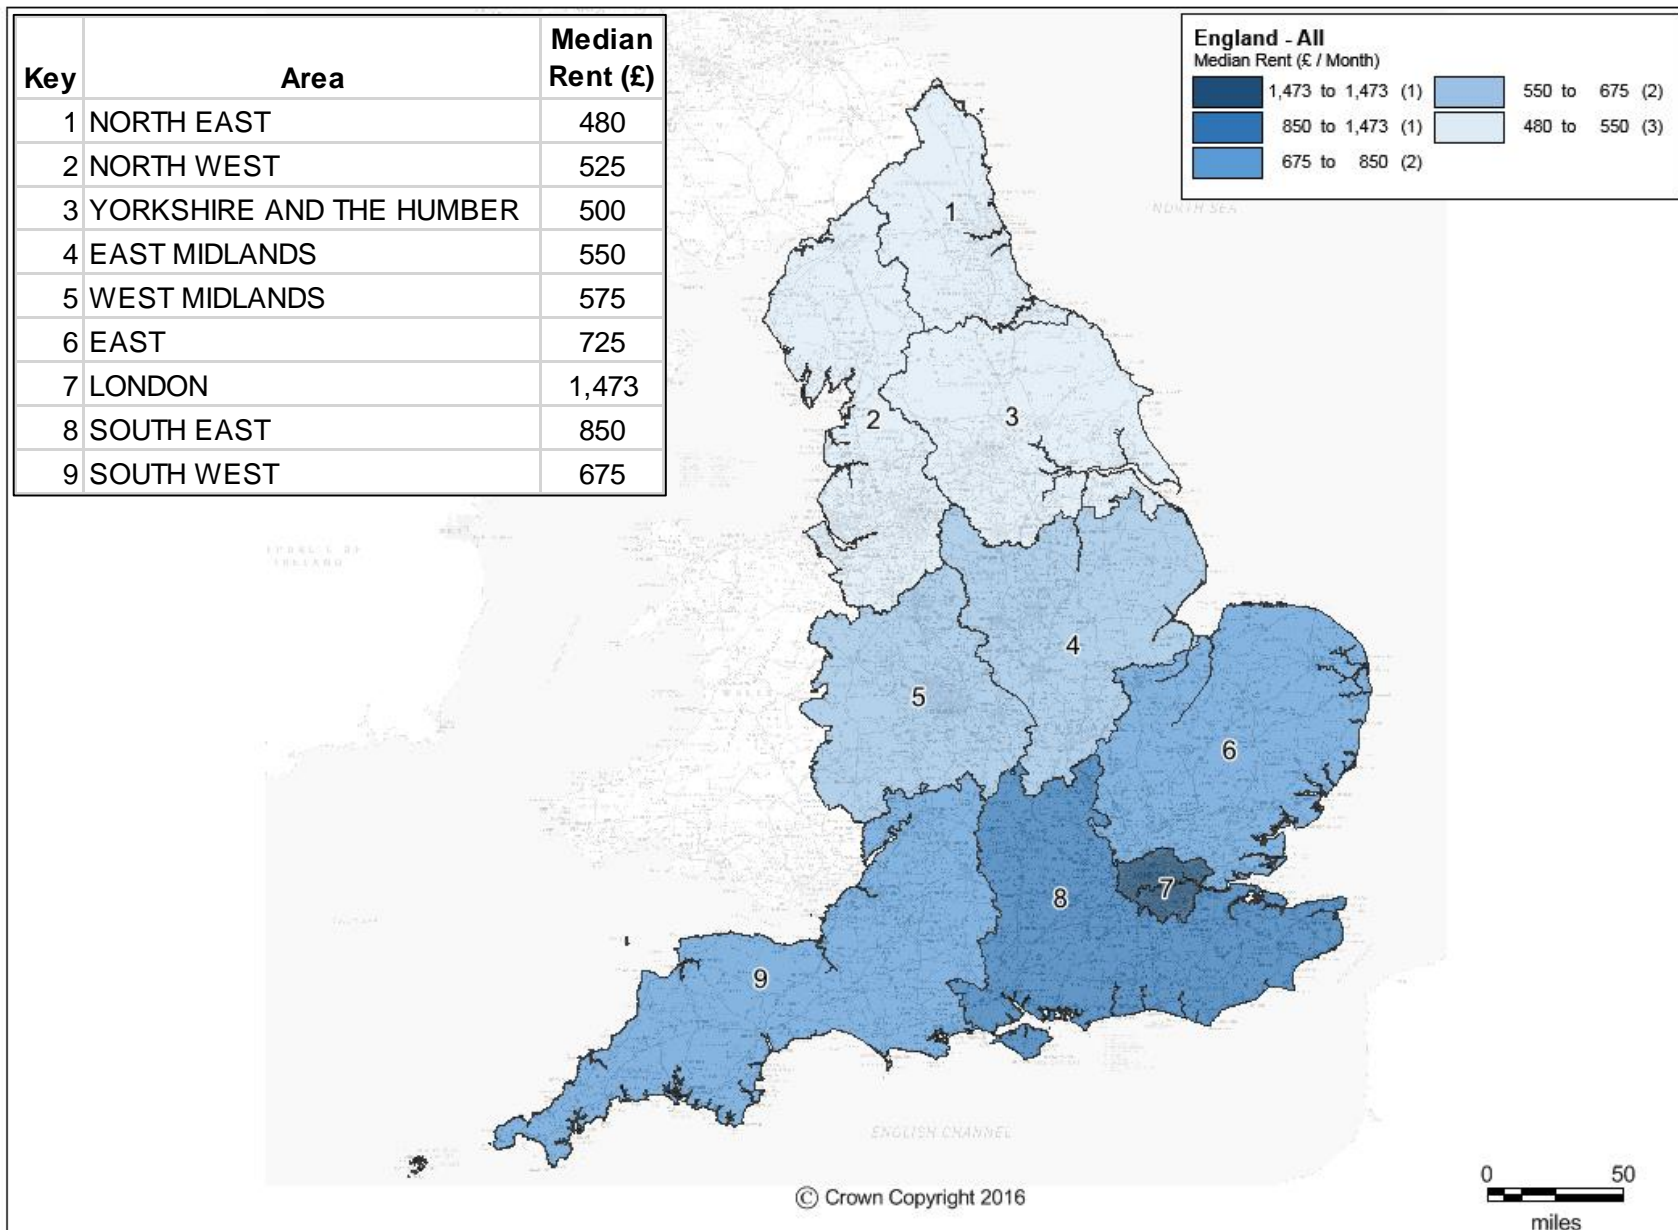 Key Area Median Rent (£)
1 NORTH EAST 480
2 NORTH WEST 525
3 YORKSHIRE AND THE HUMBER 500
4 EAST MIDLANDS 550
5 WEST MIDLANDS 575
6 EAST 725
7 LONDON 1,473
8 SOUTH EAST 850
9 SOUTH WEST 675
England - All
Median Rent (£ / Month)
1,473 to 1,473 (1) 550 to 675 (2)
850 to 1,473 (1) 480 to 550 (3)
675 to 850 (2)
NORTH SEA
1
2
3
4
5
6
7
8
9
ENGLISH CHANNEL
© Crown Copyright 2016
0 50
miles